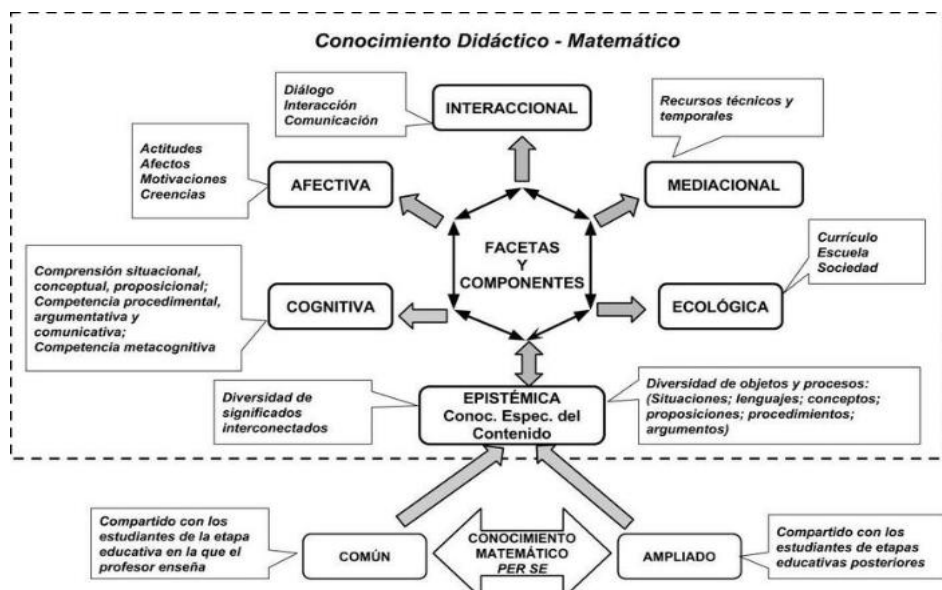 Conocimiento Didáctico - Matemático
Diálogo
Interacción
Comunicación
INTERACCIONAL
Recursos técnicos y
temporales
Actitudes
Afectos
Motivaciones
Creencias
AFECTIVA
MEDIACIONAL
FACETAS
Y
COMPONENTES
Currículo
Escuela
Sociedad
Comprensión situacional,
conceptual, proposicional;
Competencia procedimental,
argumentativa y
comunicativa;
Competencia metacognitiva
COGNITIVA
ECOLÓGICA
Diversidad de
significados
interconectados
EPISTÉMICA
Conoc. Espec. del
Contenido
Diversidad de objetos y procesos:
(Situaciones; lenguajes; conceptos;
proposiciones; procedimientos;
argumentos)
Compartido con los
estudiantes de la etapa
educativa en la que el
profesor enseña
COMÚN
CONOCIMIENTO
MATEMÁTICO
PER SE
AMPLIADO
Compartido con los
estudiantes de etapas
educativas posteriores